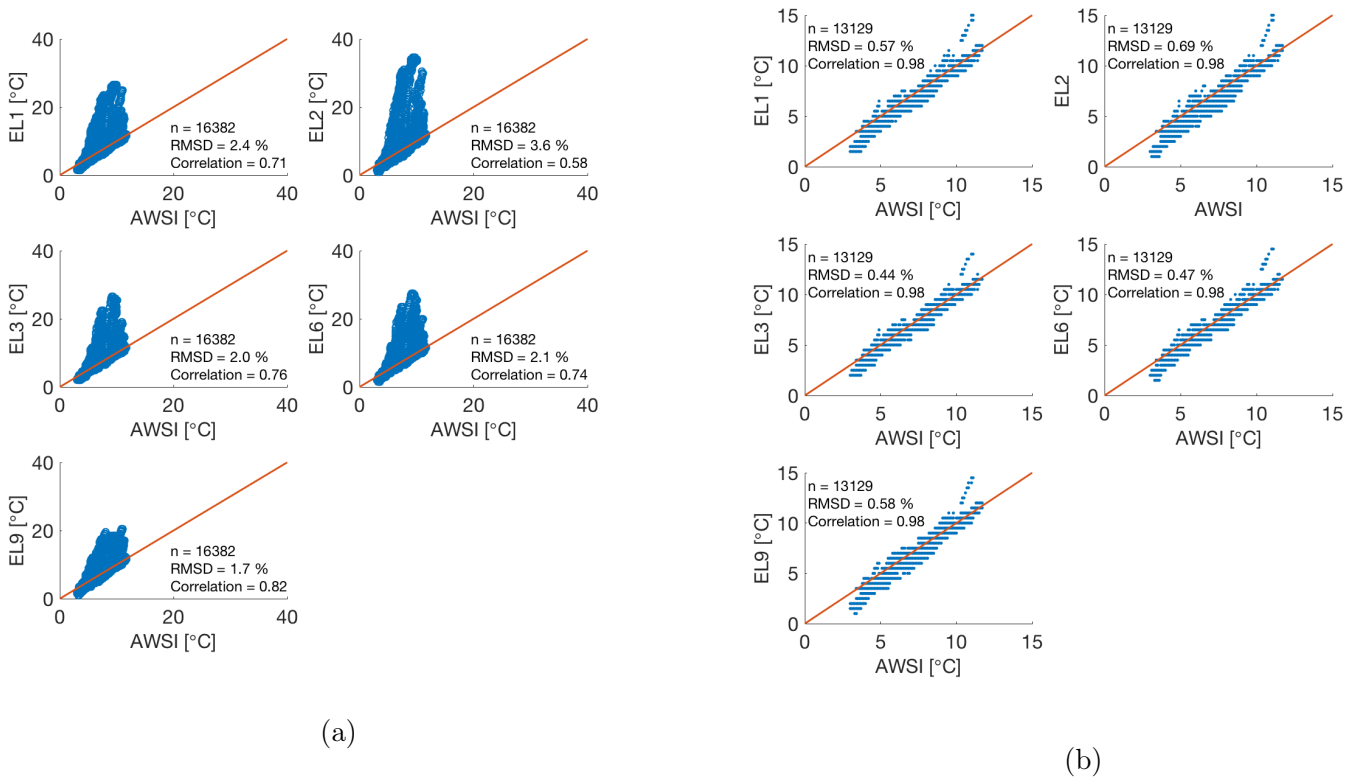 40
20
0
EL1 [°C]
n = 16382
RMSD = 2.4 %
Correlation = 0.71
0
20
40
AWSI [°C]
40
20
0
EL2 [°C]
n = 16382
RMSD = 3.6 %
Correlation = 0.58
0
20
40
AWSI [°C]
40
20
0
EL3 [°C]
n = 16382
RMSD = 2.0 %
Correlation = 0.76
0
20
40
AWSI [°C]
40
20
0
EL6 [°C]
n = 16382
RMSD = 2.1 %
Correlation = 0.74
0
20
40
AWSI [°C]
40
20
0
EL9 [°C]
n = 16382
RMSD = 1.7 %
Correlation = 0.82
0
20
40
AWSI [°C]
(a)
15
10
5
0
EL1 [°C]
n = 13129
RMSD = 0.57 %
Correlation = 0.98
0
5
10
15
AWSI [°C]
15
10
5
0
EL2
n = 13129
RMSD = 0.69 %
Correlation = 0.98
0
5
10
15
AWSI
15
10
5
0
EL3 [°C]
n = 13129
RMSD = 0.44 %
Correlation = 0.98
0
5
10
15
AWSI [°C]
15
10
5
0
EL6 [°C]
n = 13129
RMSD = 0.47 %
Correlation = 0.98
0
5
10
15
AWSI [°C]
15
10
5
0
EL9 [°C]
n = 13129
RMSD = 0.58 %
Correlation = 0.98
0
5
10
15
AWSI [°C]
(b)